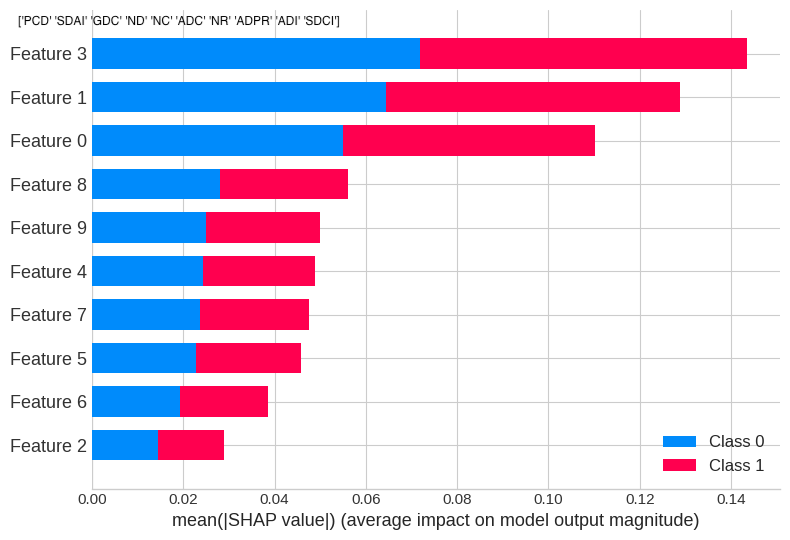 ['PCD' 'SDAI' 'GDC' 'ND' 'NC' 'ADC' 'NR' 'ADPR' 'ADI' 'SDCI']
Feature 3
Feature 1
Feature 0
Feature 8
Feature 9
Feature 4
Feature 7
Feature 5
Feature 6
Feature 2
Class 0
Class 1
0.00 0.02 0.04 0.06 0.08 0.10 0.12 0.14
mean(|SHAP value|) (average impact on model output magnitude)